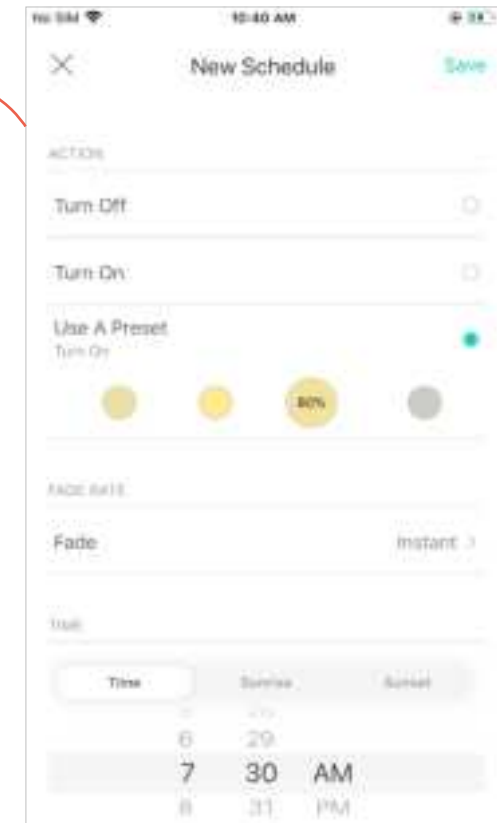 No SIM 10:40 AM
New Schedule Save
ACTION
Turn Off
Turn On
Use A Preset
Turn On
80%
FADE RATE
Fade Instant
TIME
Time Sunrise Sunset
6 29
7 30 AM
8 31 PM